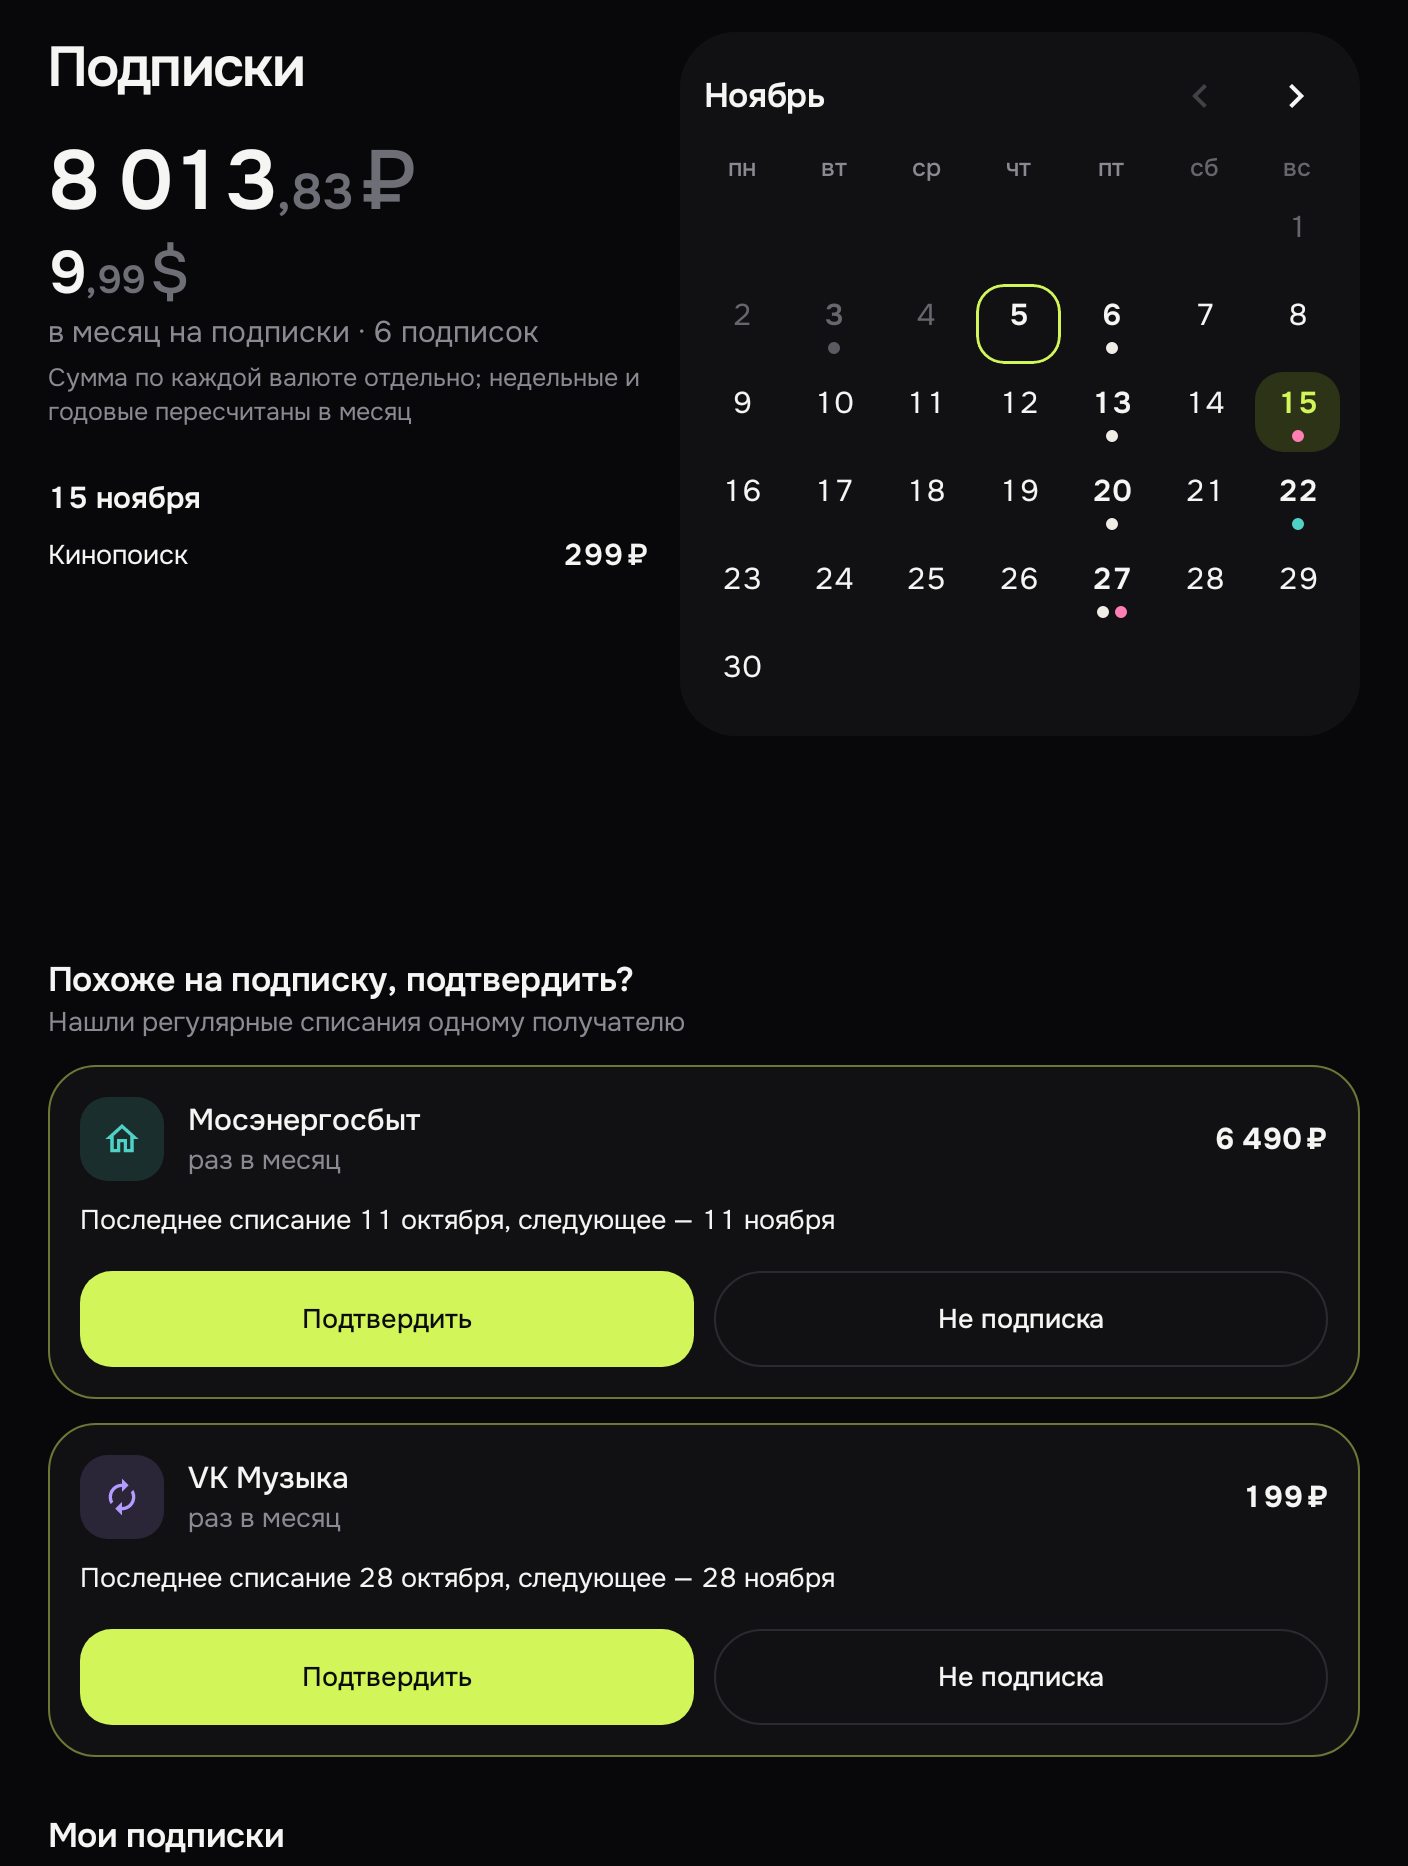 Подписки
8 013,83 ₽
9,99 $
в месяц на подписки · 6 подписок
Сумма по каждой валюте отдельно; недельные и
годовые пересчитаны в месяц
15 ноября
Кинопоиск 299 ₽
Ноябрь
пн вт ср чт пт сб вс
1
2 3 4 5 6 7 8
9 10 11 12 13 14 15
16 17 18 19 20 21 22
23 24 25 26 27 28 29
30
Похоже на подписку, подтвердить?
Нашли регулярные списания одному получателю
Мосэнергосбыт
раз в месяц
6 490 ₽
Последнее списание 11 октября, следующее — 11 ноября
Подтвердить Не подписка
VK Музыка
раз в месяц
199 ₽
Последнее списание 28 октября, следующее — 28 ноября
Подтвердить Не подписка
Мои подписки